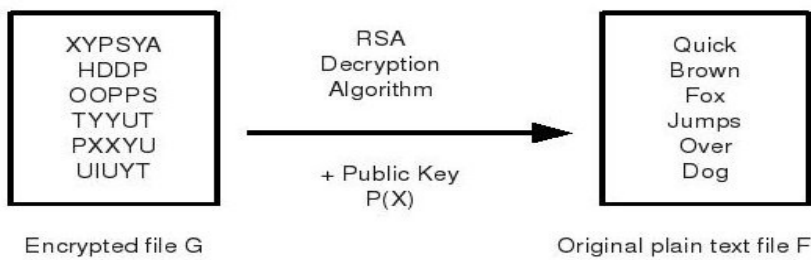 XYPSYA
HDDP
OOPPS
TYYUT
PXXYU
UIUYT
RSA
Decryption
Algorithm
+ Public Key
P(X)
Quick
Brown
Fox
Jumps
Over
Dog
Encrypted file G
Original plain text file F